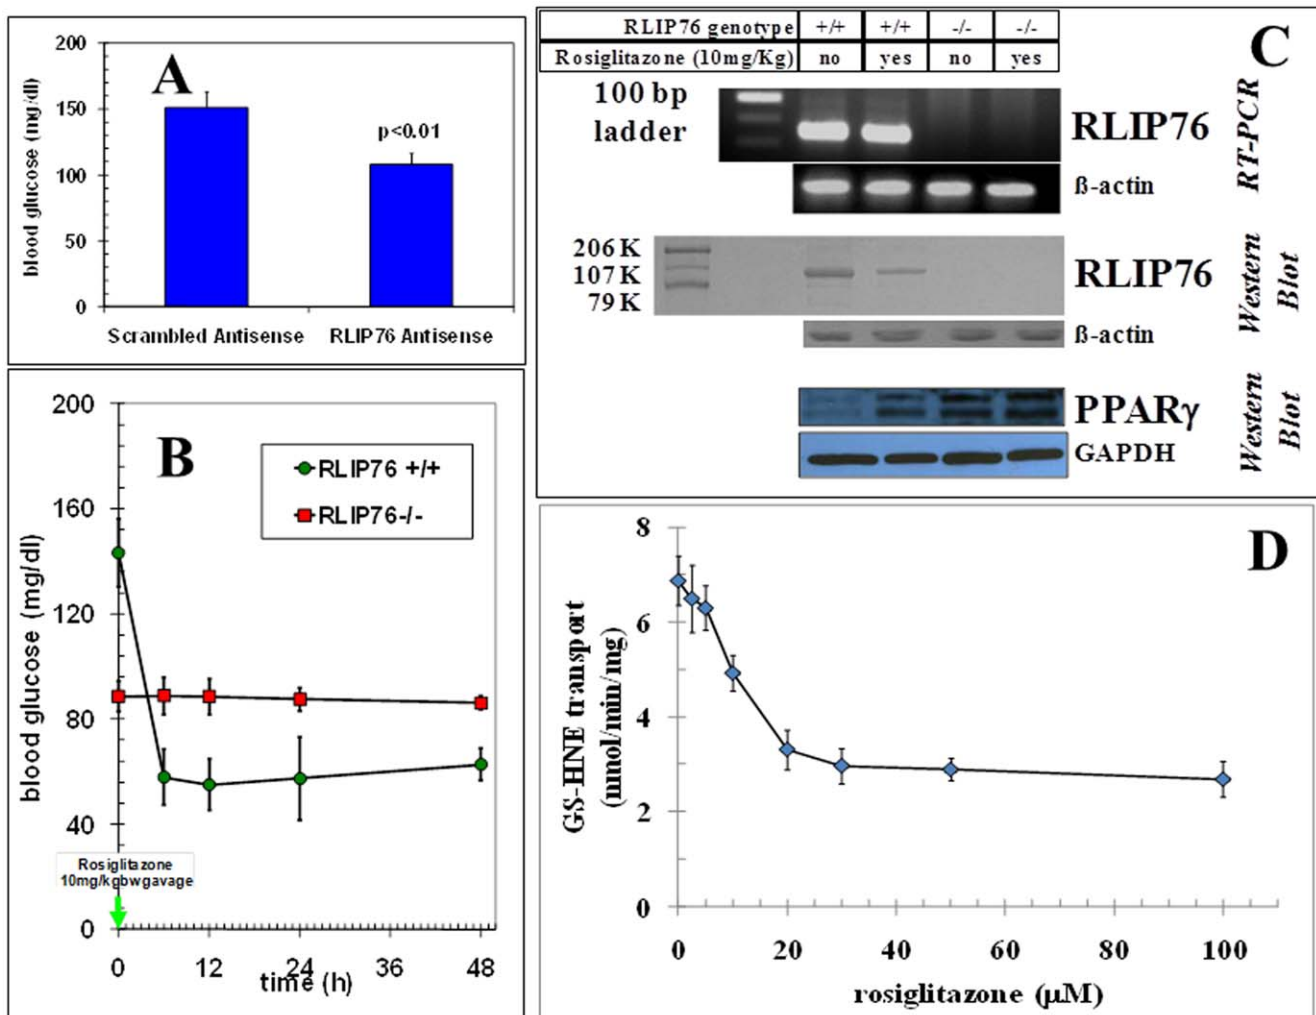 A
blood glucose (mg/dl)
200
150
100
50
0
p<0.01
Scrambled Antisense
RLIP76 Antisense
B
blood glucose (mg/dl)
200
160
120
80
40
0
RLIP76 +/+
RLIP76-/-
Rosiglitazone
10mg/kgbwgavage
0 12 24 36 48
time (h)
C
RLIP76 genotype +/+ +/+ -/- -/-
Rosiglitazone (10mg/Kg) no yes no yes
100 bp
ladder
RLIP76
ß-actin
RT-PCR
206 K
107 K
79 K
RLIP76
ß-actin
Western
Blot
PPARγ
GAPDH
Western
Blot
D
GS-HNE transport
(nmol/min/mg)
8
6
4
2
0
0 20 40 60 80 100
rosiglitazone (µM)